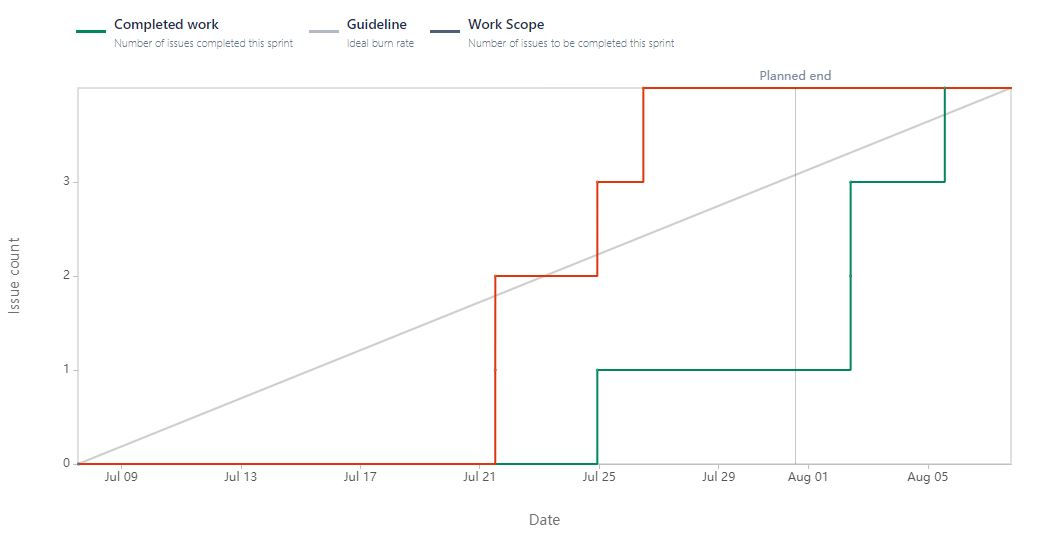 Completed work
Number of issues completed this sprint
Guideline
Ideal burn rate
Work Scope
Number of issues to be completed this sprint
Planned end
3
2
1
0
Issue count
Jul 09 Jul 13 Jul 17 Jul 21 Jul 25 Jul 29 Aug 01 Aug 05
Date